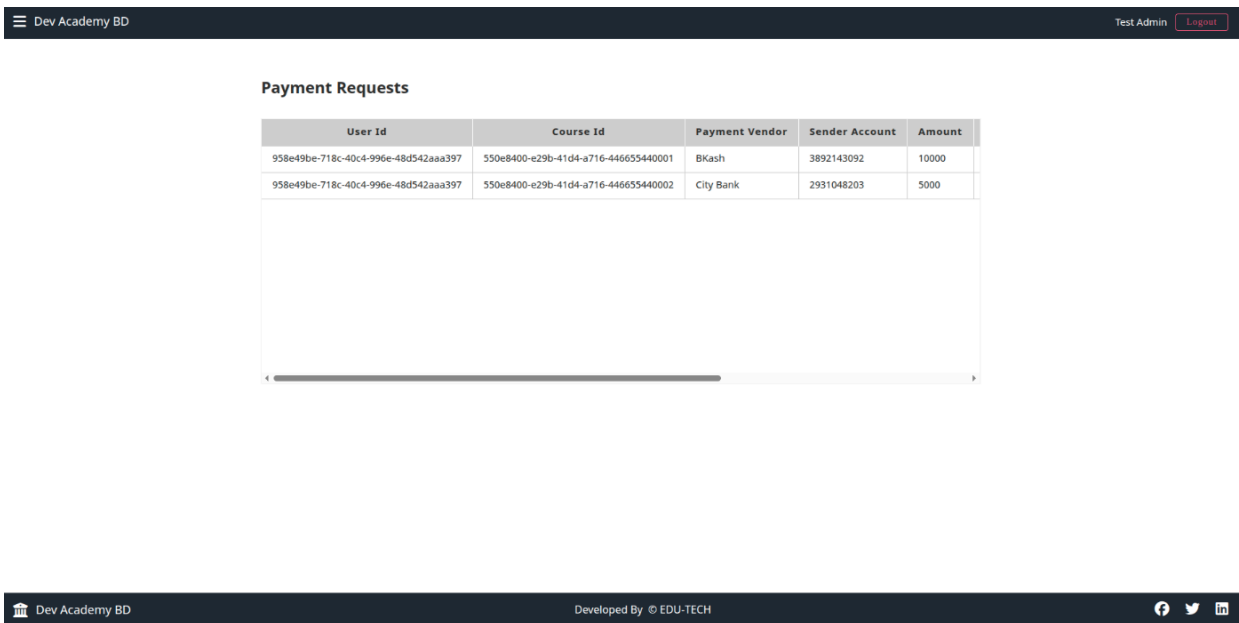 Dev Academy BD Test Admin Logout
Payment Requests
User Id Course Id Payment Vendor Sender Account Amount
958e49be-718c-40c4-996e-48d542aaa397 550e8400-e29b-41d4-a716-446655440001 BKash 3892143092 10000
958e49be-718c-40c4-996e-48d542aaa397 550e8400-e29b-41d4-a716-446655440002 City Bank 2931048203 5000
Dev Academy BD Developed By © EDU-TECH